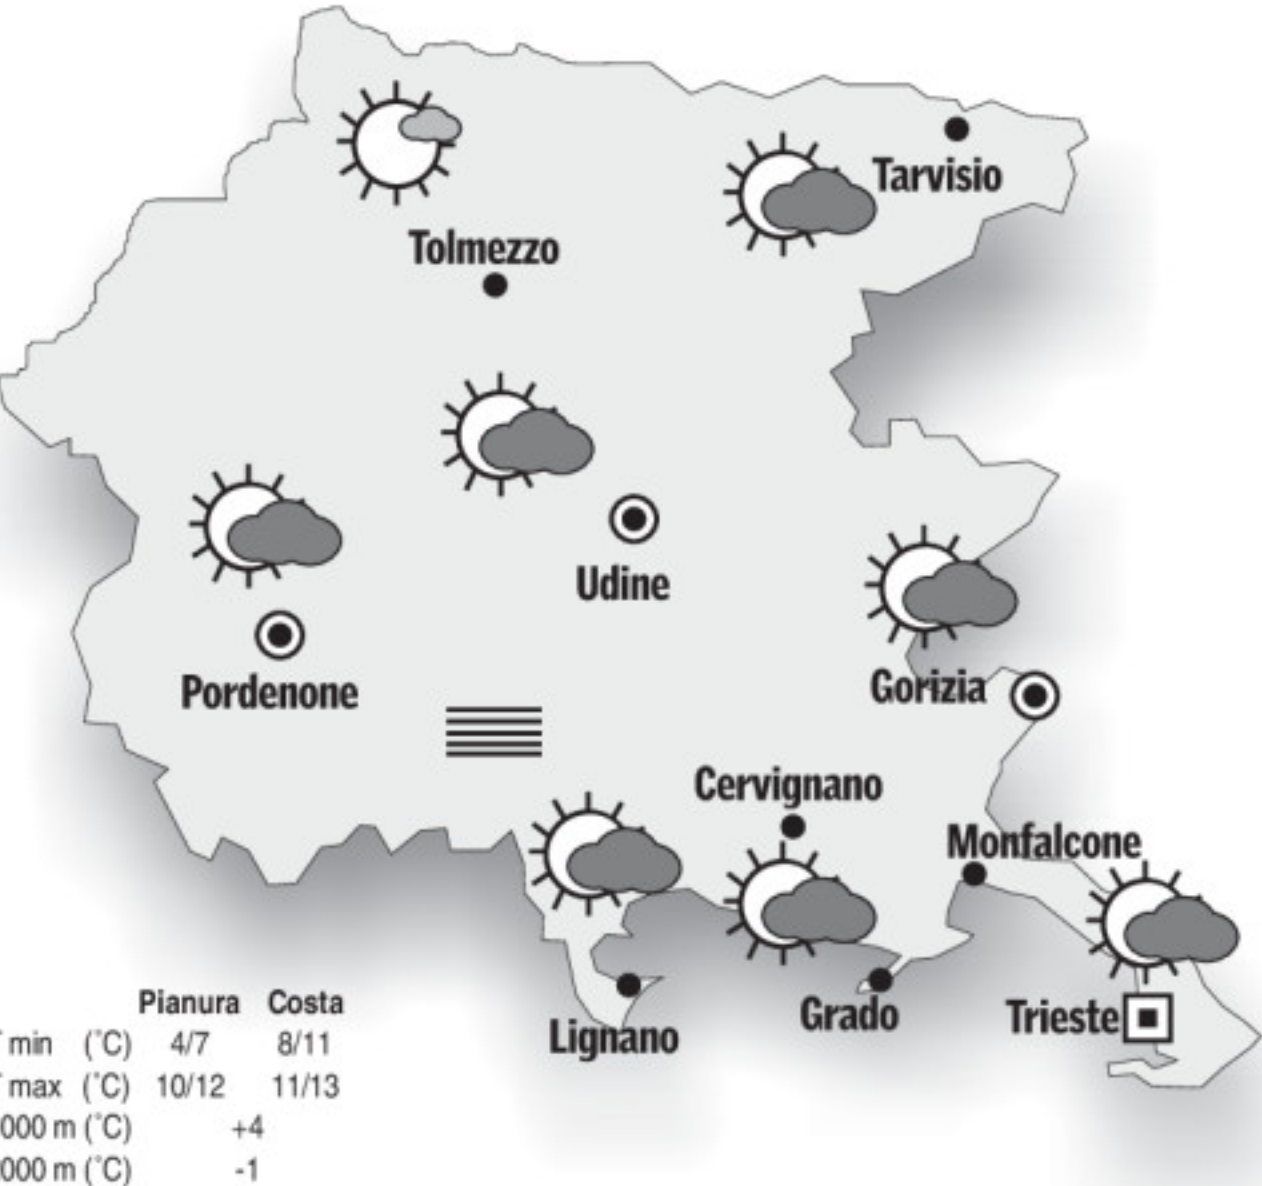 Tarvisio
Tolmezzo
Udine
Pordenone
Gorizia
Cervignano
Monfalcone
Grado
Trieste
Lignano
Pianura Costa
min (°C) 4/7 8/11
max (°C) 10/12 11/13
000 m (°C) +4
000 m (°C) -1